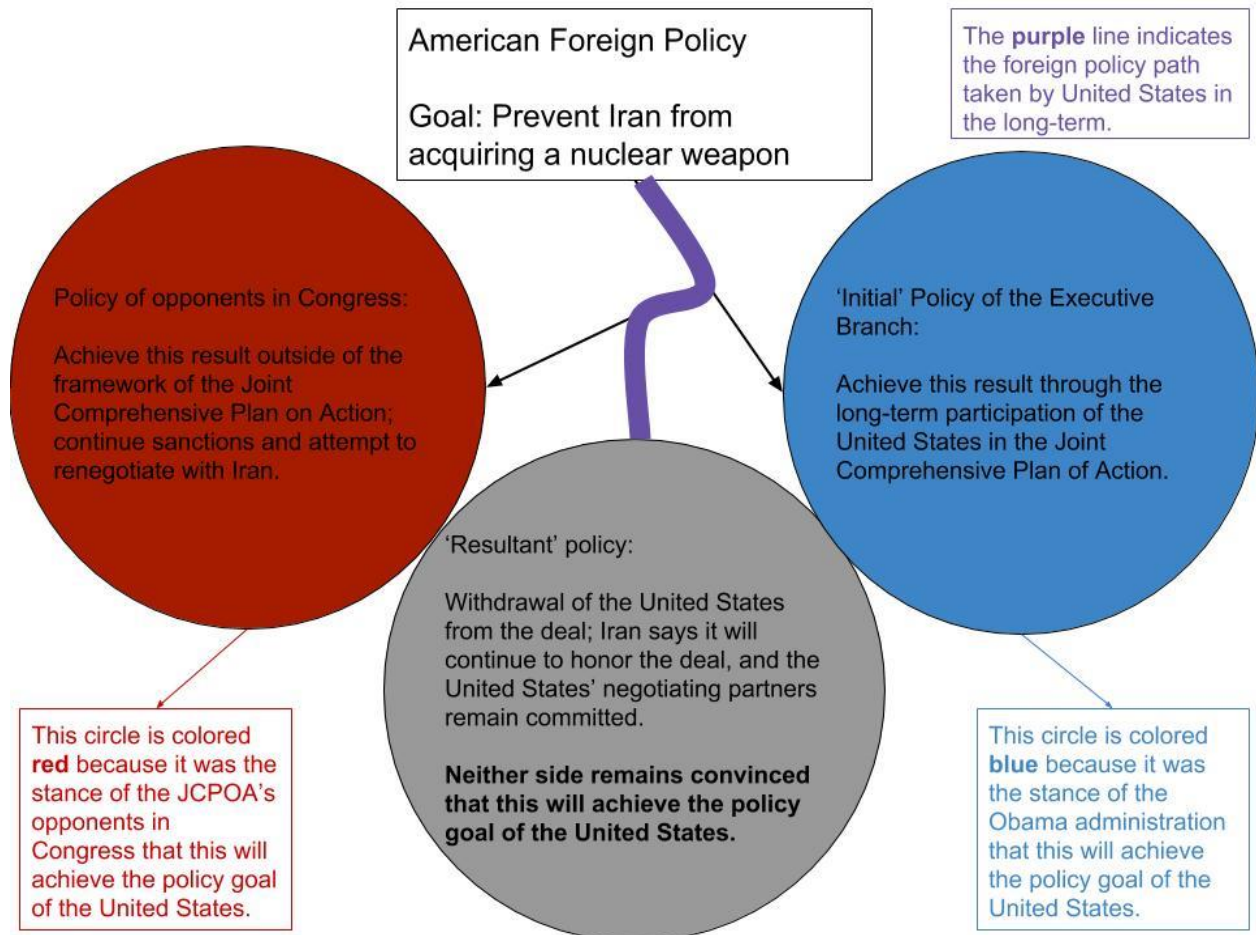 American Foreign Policy
Goal: Prevent Iran from
acquiring a nuclear weapon
The purple line indicates
the foreign policy path
taken by United States in
the long-term.
Policy of opponents in Congress:
Achieve this result outside of the
framework of the Joint
Comprehensive Plan on Action;
continue sanctions and attempt to
renegotiate with Iran.
‘Initial’ Policy of the Executive
Branch:
Achieve this result through the
long-term participation of the
United States in the Joint
Comprehensive Plan of Action.
‘Resultant’ policy:
Withdrawal of the United States
from the deal; Iran says it will
continue to honor the deal, and the
United States’ negotiating partners
remain committed.
Neither side remains convinced
that this will achieve the policy
goal of the United States.
This circle is colored
red because it was the
stance of the JCPOA’s
opponents in
Congress that this will
achieve the policy goal
of the United States.
This circle is colored
blue because it was
the stance of the
Obama administration
that this will achieve
the policy goal of the
United States.